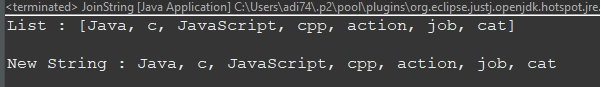 <terminated> JoinString [Java Application] C:\Users\adi74\.p2\pool\plugins\org.eclipse.justj.openjdk.hotspot.jre.
List : [Java, c, JavaScript, cpp, action, job, cat]
New String : Java, c, JavaScript, cpp, action, job, cat